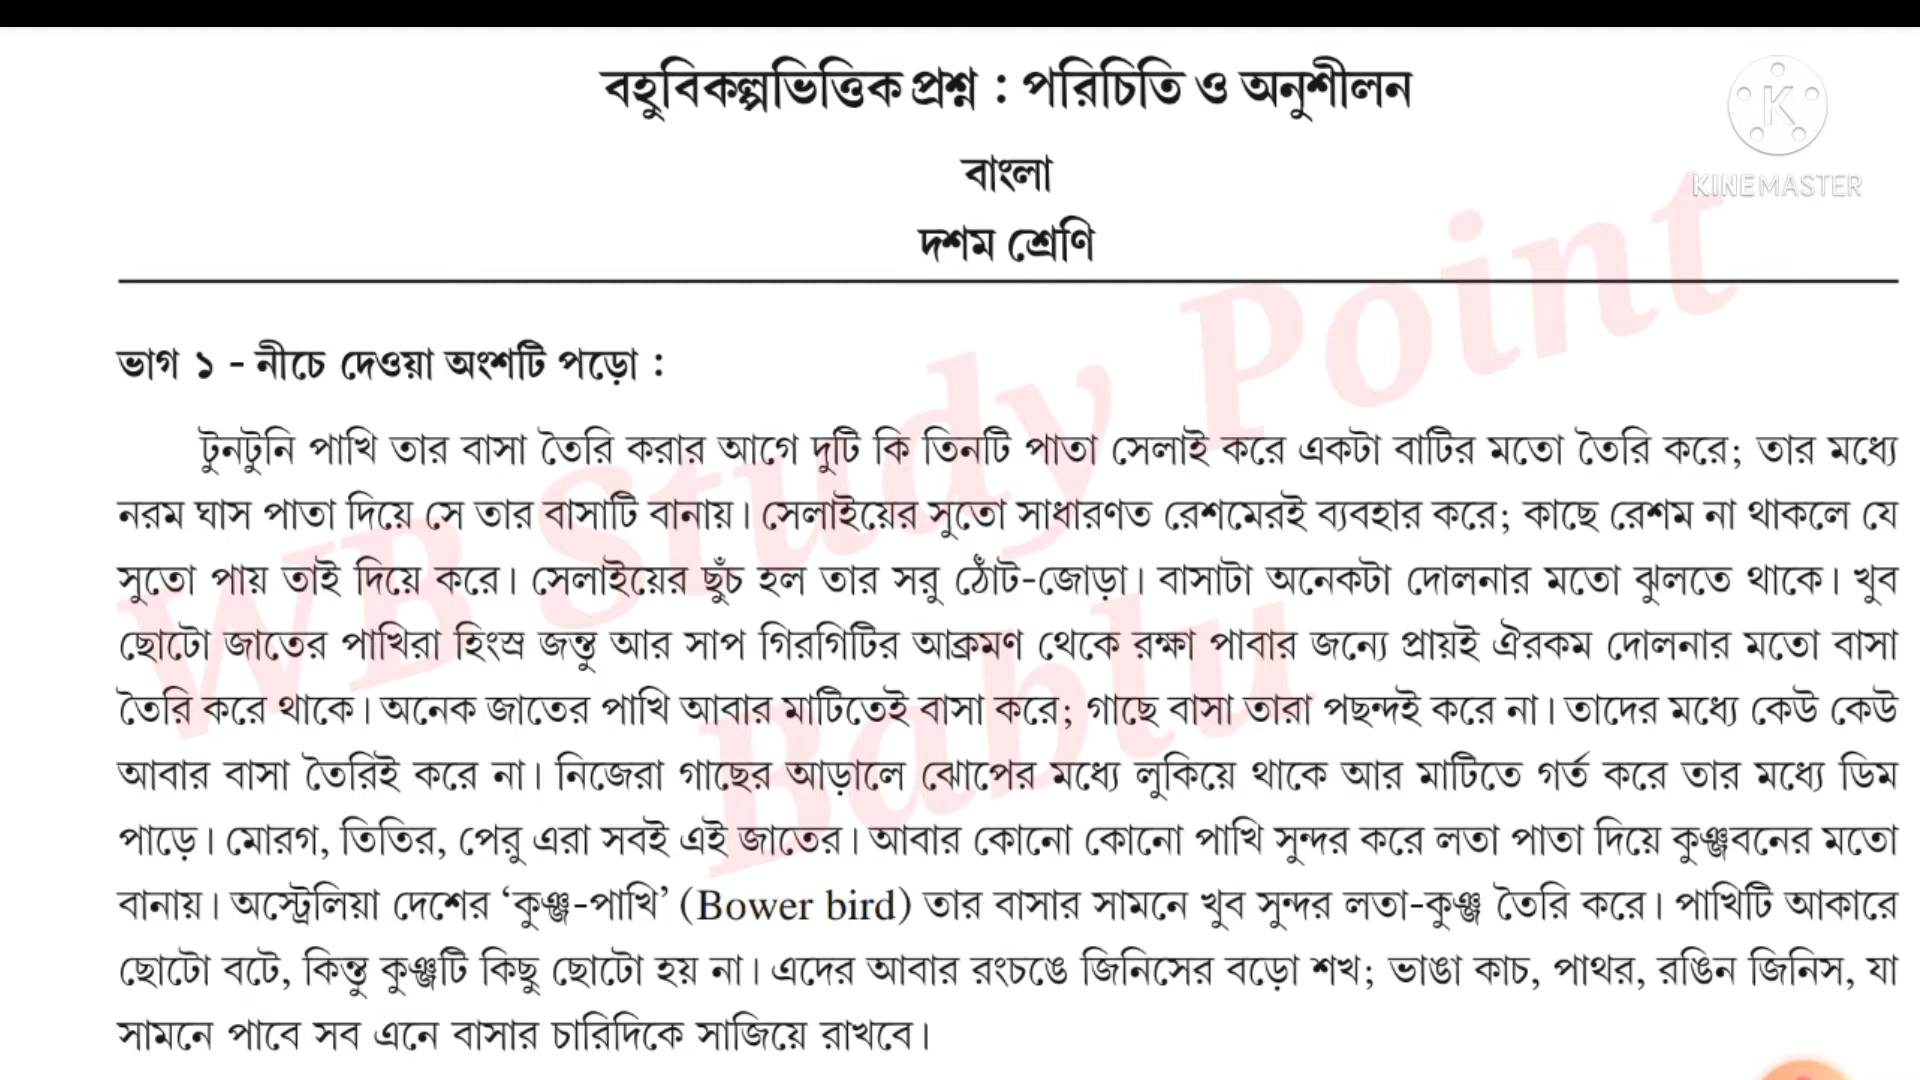 বহুবিকল্পভিত্তিক প্রশ্ন : পরিচিতি ও অনুশীলন
বাংলা
দশম শ্রেণি
KINEMASTER
ভাগ ১ - নীচে দেওয়া অংশটি পড়ো :
টুনটুনি পাখি তার বাসা তৈরি করার আগে দুটি কি তিনটি পাতা সেলাই করে একটা বাটির মতো তৈরি করে; তার মধ্যে
নরম ঘাস পাতা দিয়ে সে তার বাসাটি বানায়। সেলাইয়ের সুতো সাধারণত রেশমেরই ব্যবহার করে; কাছে রেশম না থাকলে যে
সুতো পায় তাই দিয়ে করে। সেলাইয়ের ছুঁচ হল তার সরু ঠোঁট-জোড়া। বাসাটা অনেকটা দোলনার মতো ঝুলতে থাকে। খুব
ছোটো জাতের পাখিরা হিংস্র জন্তু আর সাপ গিরগিটির আক্রমণ থেকে রক্ষা পাবার জন্যে প্রায়ই ঐরকম দোলনার মতো বাসা
তৈরি করে থাকে। অনেক জাতের পাখি আবার মাটিতেই বাসা করে; গাছে বাসা তারা পছন্দই করে না। তাদের মধ্যে কেউ কেউ
আবার বাসা তৈরিই করে না। নিজেরা গাছের আড়ালে ঝোপের মধ্যে লুকিয়ে থাকে আর মাটিতে গর্ত করে তার মধ্যে ডিম
পাড়ে। মোরগ, তিতির, পেরু এরা সবই এই জাতের। আবার কোনো কোনো পাখি সুন্দর করে লতা পাতা দিয়ে কুঞ্জবনের মতো
বানায়। অস্ট্রেলিয়া দেশের ‘কুঞ্জ-পাখি’ (Bower bird) তার বাসার সামনে খুব সুন্দর লতা-কুঞ্জ তৈরি করে। পাখিটি আকারে
ছোটো বটে, কিন্তু কুঞ্জটি কিছু ছোটো হয় না। এদের আবার রংচঙে জিনিসের বড়ো শখ; ভাঙা কাচ, পাথর, রঙিন জিনিস, যা
সামনে পাবে সব এনে বাসার চারিদিকে সাজিয়ে রাখবে।
WB Study Point
Bablu